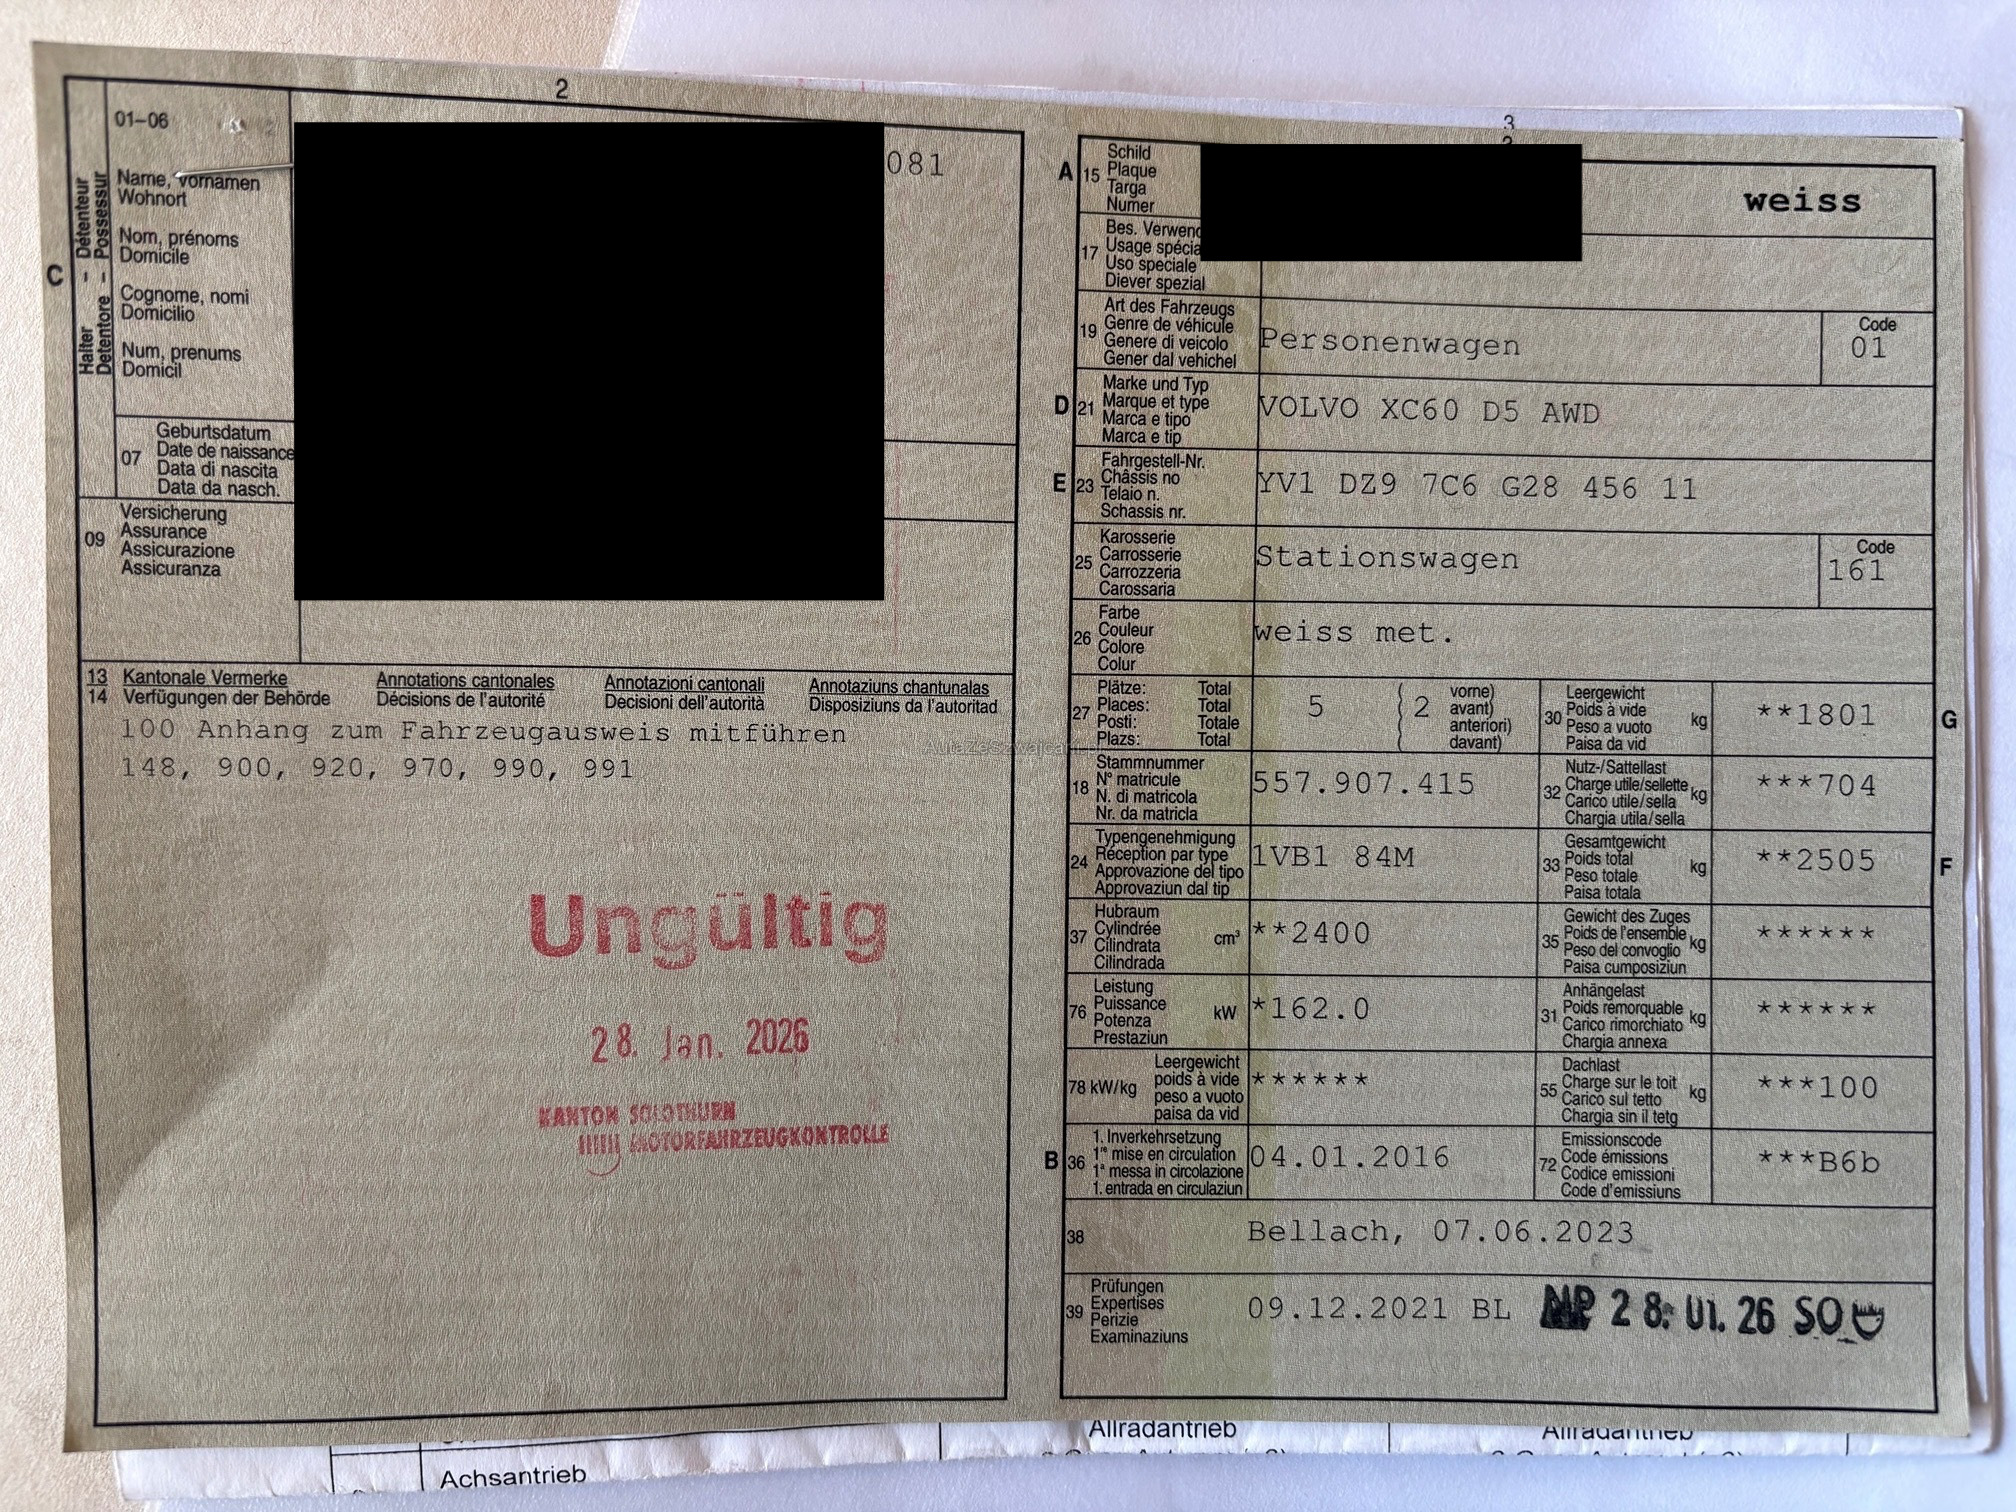 2
01-06
Name, Vornamen
Wohnort
Nom, prénoms
Domicile
Cognome, nomi
Domicilio
Num, prenums
Domicil
C
Halter – Détenteur
Detentore – Possessur
081
07
Geburtsdatum
Date de naissance
Data di nascita
Data da nasch.
09
Versicherung
Assurance
Assicurazione
Assicuranza
13 Kantonale Vermerke Annotations cantonales Annotazioni cantonali Annotaziuns chantunalas
14 Verfügungen der Behörde Décisions de l'autorité Decisioni dell'autorità Disposiziuns da l'autoritad
100 Anhang zum Fahrzeugausweis mitführen
148, 900, 920, 970, 990, 991
Ungültig
28. Jan. 2026
KANTON SOLOTHURN
MOTORFAHRZEUGKONTROLLE
3
A 15
Schild
Plaque
Targa
Numer
weiss
17
Bes. Verwend
Usage spécia
Uso speciale
Diever spezial
19
Art des Fahrzeugs
Genre de véhicule
Genere di veicolo
Gener dal vehichel
Personenwagen
Code
01
D 21
Marke und Typ
Marque et type
Marca e tipo
Marca e tip
VOLVO XC60 D5 AWD
E 23
Fahrgestell-Nr.
Châssis no
Telaio n.
Schassis nr.
YV1 DZ9 7C6 G28 456 11
25
Karosserie
Carrosserie
Carrozzeria
Carossaria
Stationswagen
Code
161
26
Farbe
Couleur
Colore
Colur
weiss met.
27
Plätze: Total
Places: Total
Posti: Totale
Plazs: Total
5
2
vorne)
avant)
anteriori)
davant)
30
Leergewicht
Poids à vide
Peso a vuoto kg
Paisa da vid
**1801
G
18
Stammnummer
N° matricule
N. di matricola
Nr. da matricla
557.907.415
32
Nutz-/Sattellast
Charge utile/sellette
Carico utile/sella kg
Chargia utila/sella
***704
24
Typengenehmigung
Réception par type
Approvazione del tipo
Approvaziun dal tip
1VB1 84M
33
Gesamtgewicht
Poids total
Peso totale kg
Paisa totala
**2505
F
37
Hubraum
Cylindrée
Cilindrata cm³
Cilindrada
**2400
35
Gewicht des Zuges
Poids de l'ensemble
Peso del convoglio kg
Paisa cumposiziun
******
76
Leistung
Puissance
Potenza kW
Prestaziun
*162.0
31
Anhängelast
Poids remorquable
Carico rimorchiato kg
Chargia annexa
******
78 kW/kg
Leergewicht
poids à vide
peso a vuoto
paisa da vid
******
55
Dachlast
Charge sur le toit
Carico sul tetto kg
Chargia sin il tetg
***100
B 36
1. Inverkehrsetzung
1re mise en circulation
1a messa in circolazione
1. entrada en circulaziun
04.01.2016
72
Emissionscode
Code émissions
Codice emissioni
Code d'emissiuns
***B6b
38
Bellach, 07.06.2023
39
Prüfungen
Expertises
Perizie
Examinaziuns
09.12.2021 BL
MP 28. 01. 26 SO
Allradantrieb
Allradantrieb
Achsantrieb